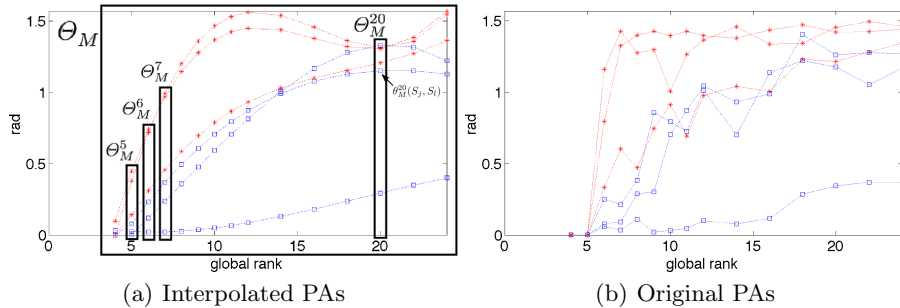 Θ_M
Θ_M^5
Θ_M^6
Θ_M^7
Θ_M^20
θ_M^20(S_j, S_i)
rad
1.5
1
0.5
0
5 10 15 20
global rank
(a) Interpolated PAs
rad
1.5
1
0.5
0
0 5 10 15 20
global rank
(b) Original PAs